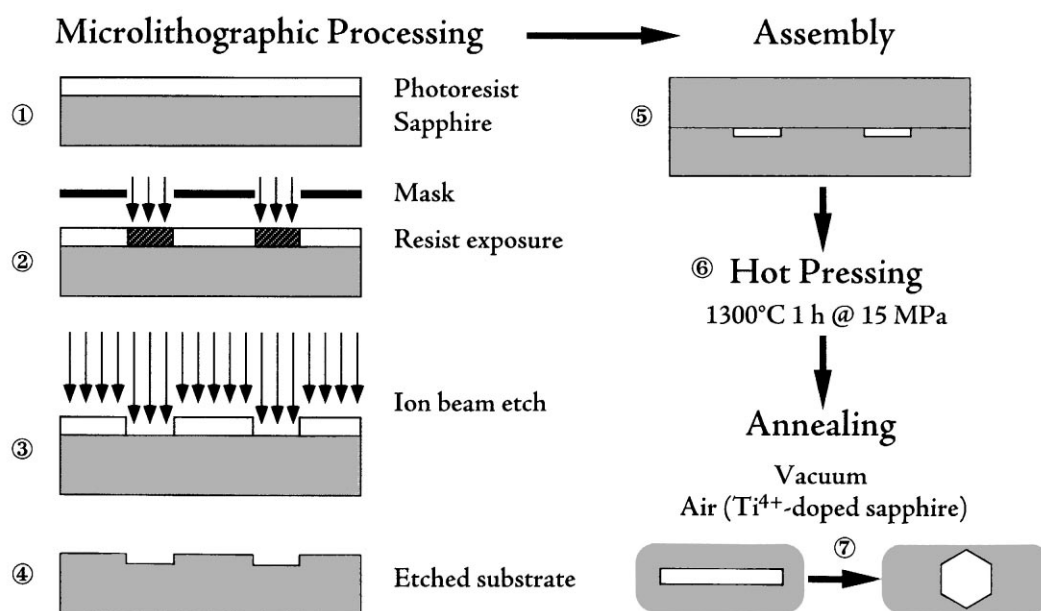 Microlithographic Processing
Assembly
①
Photoresist
Sapphire
Mask
②
Resist exposure
③
Ion beam etch
④
Etched substrate
⑤
⑥ Hot Pressing
1300°C 1 h @ 15 MPa
Annealing
Vacuum
Air (Ti⁴⁺-doped sapphire)
⑦